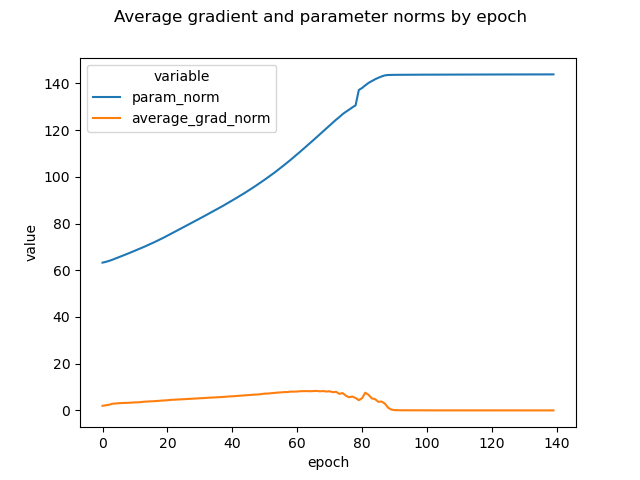 Average gradient and parameter norms by epoch
variable
param_norm
average_grad_norm
140
120
100
80
60
40
20
0
value
0 20 40 60 80 100 120 140
epoch